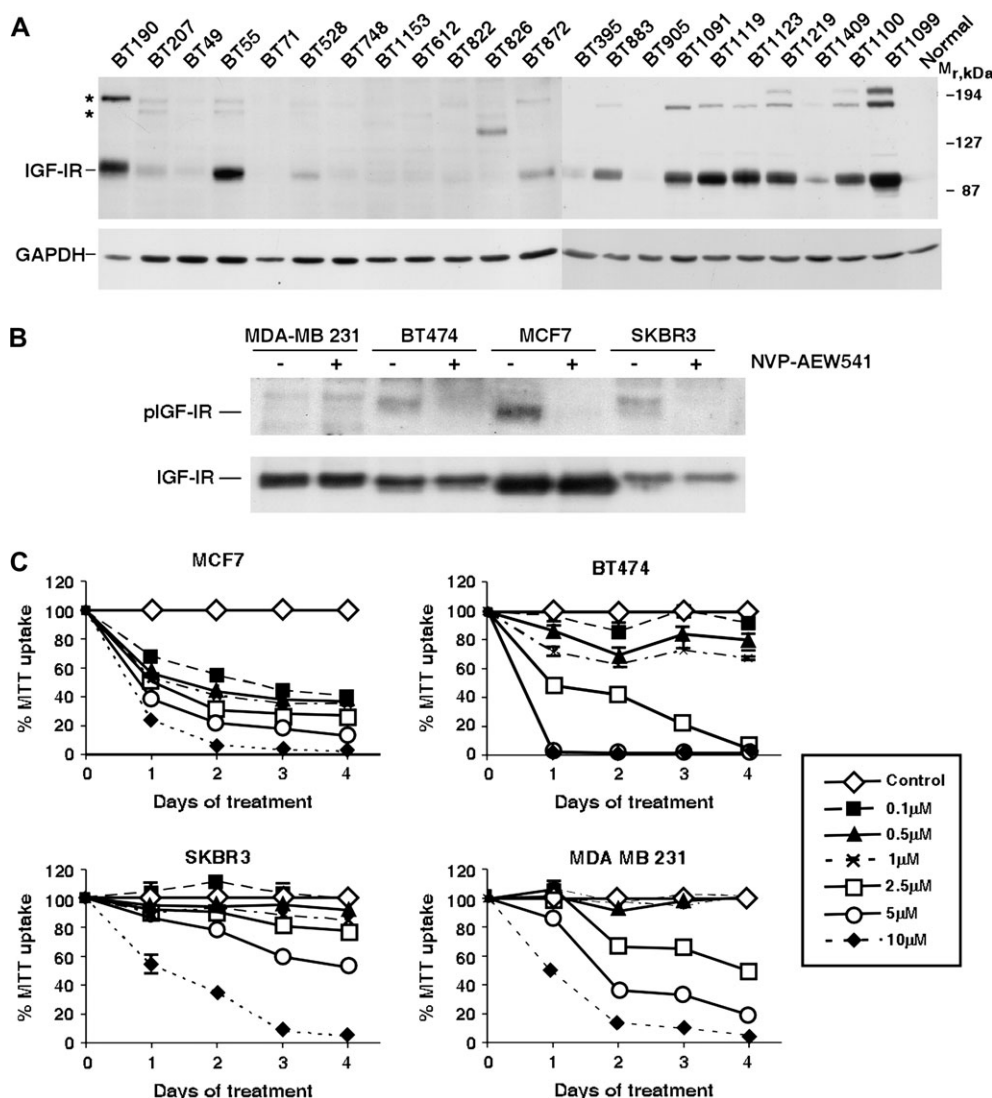 A
BT190 BT207 BT49 BT55 BT71 BT528 BT748 BT1153 BT612 BT822 BT826 BT872 BT395 BT883 BT905 BT1091 BT1119 BT1123 BT1219 BT1409 BT1100 BT1099 Normal
Mr,kDa
*
*
-194
-127
IGF-IR
- 87
GAPDH
B
MDA-MB 231 BT474 MCF7 SKBR3
- + - + - + - + NVP-AEW541
pIGF-IR
IGF-IR
C
MCF7
120
100
80
60
40
20
0
% MTT uptake
0 1 2 3 4
Days of treatment
BT474
120
100
80
60
40
20
0
% MTT uptake
0 1 2 3 4
Days of treatment
SKBR3
120
100
80
60
40
20
0
% MTT uptake
0 1 2 3 4
Days of treatment
MDA MB 231
120
100
80
60
40
20
0
% MTT uptake
0 1 2 3 4
Days of treatment
Control
0.1µM
0.5µM
1µM
2.5µM
5µM
10µM